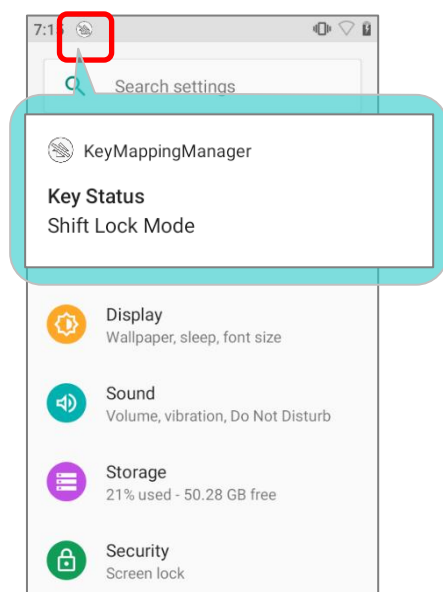 7:15
Search settings
KeyMappingManager
Key Status
Shift Lock Mode
Display
Wallpaper, sleep, font size
Sound
Volume, vibration, Do Not Disturb
Storage
21% used - 50.28 GB free
Security
Screen lock